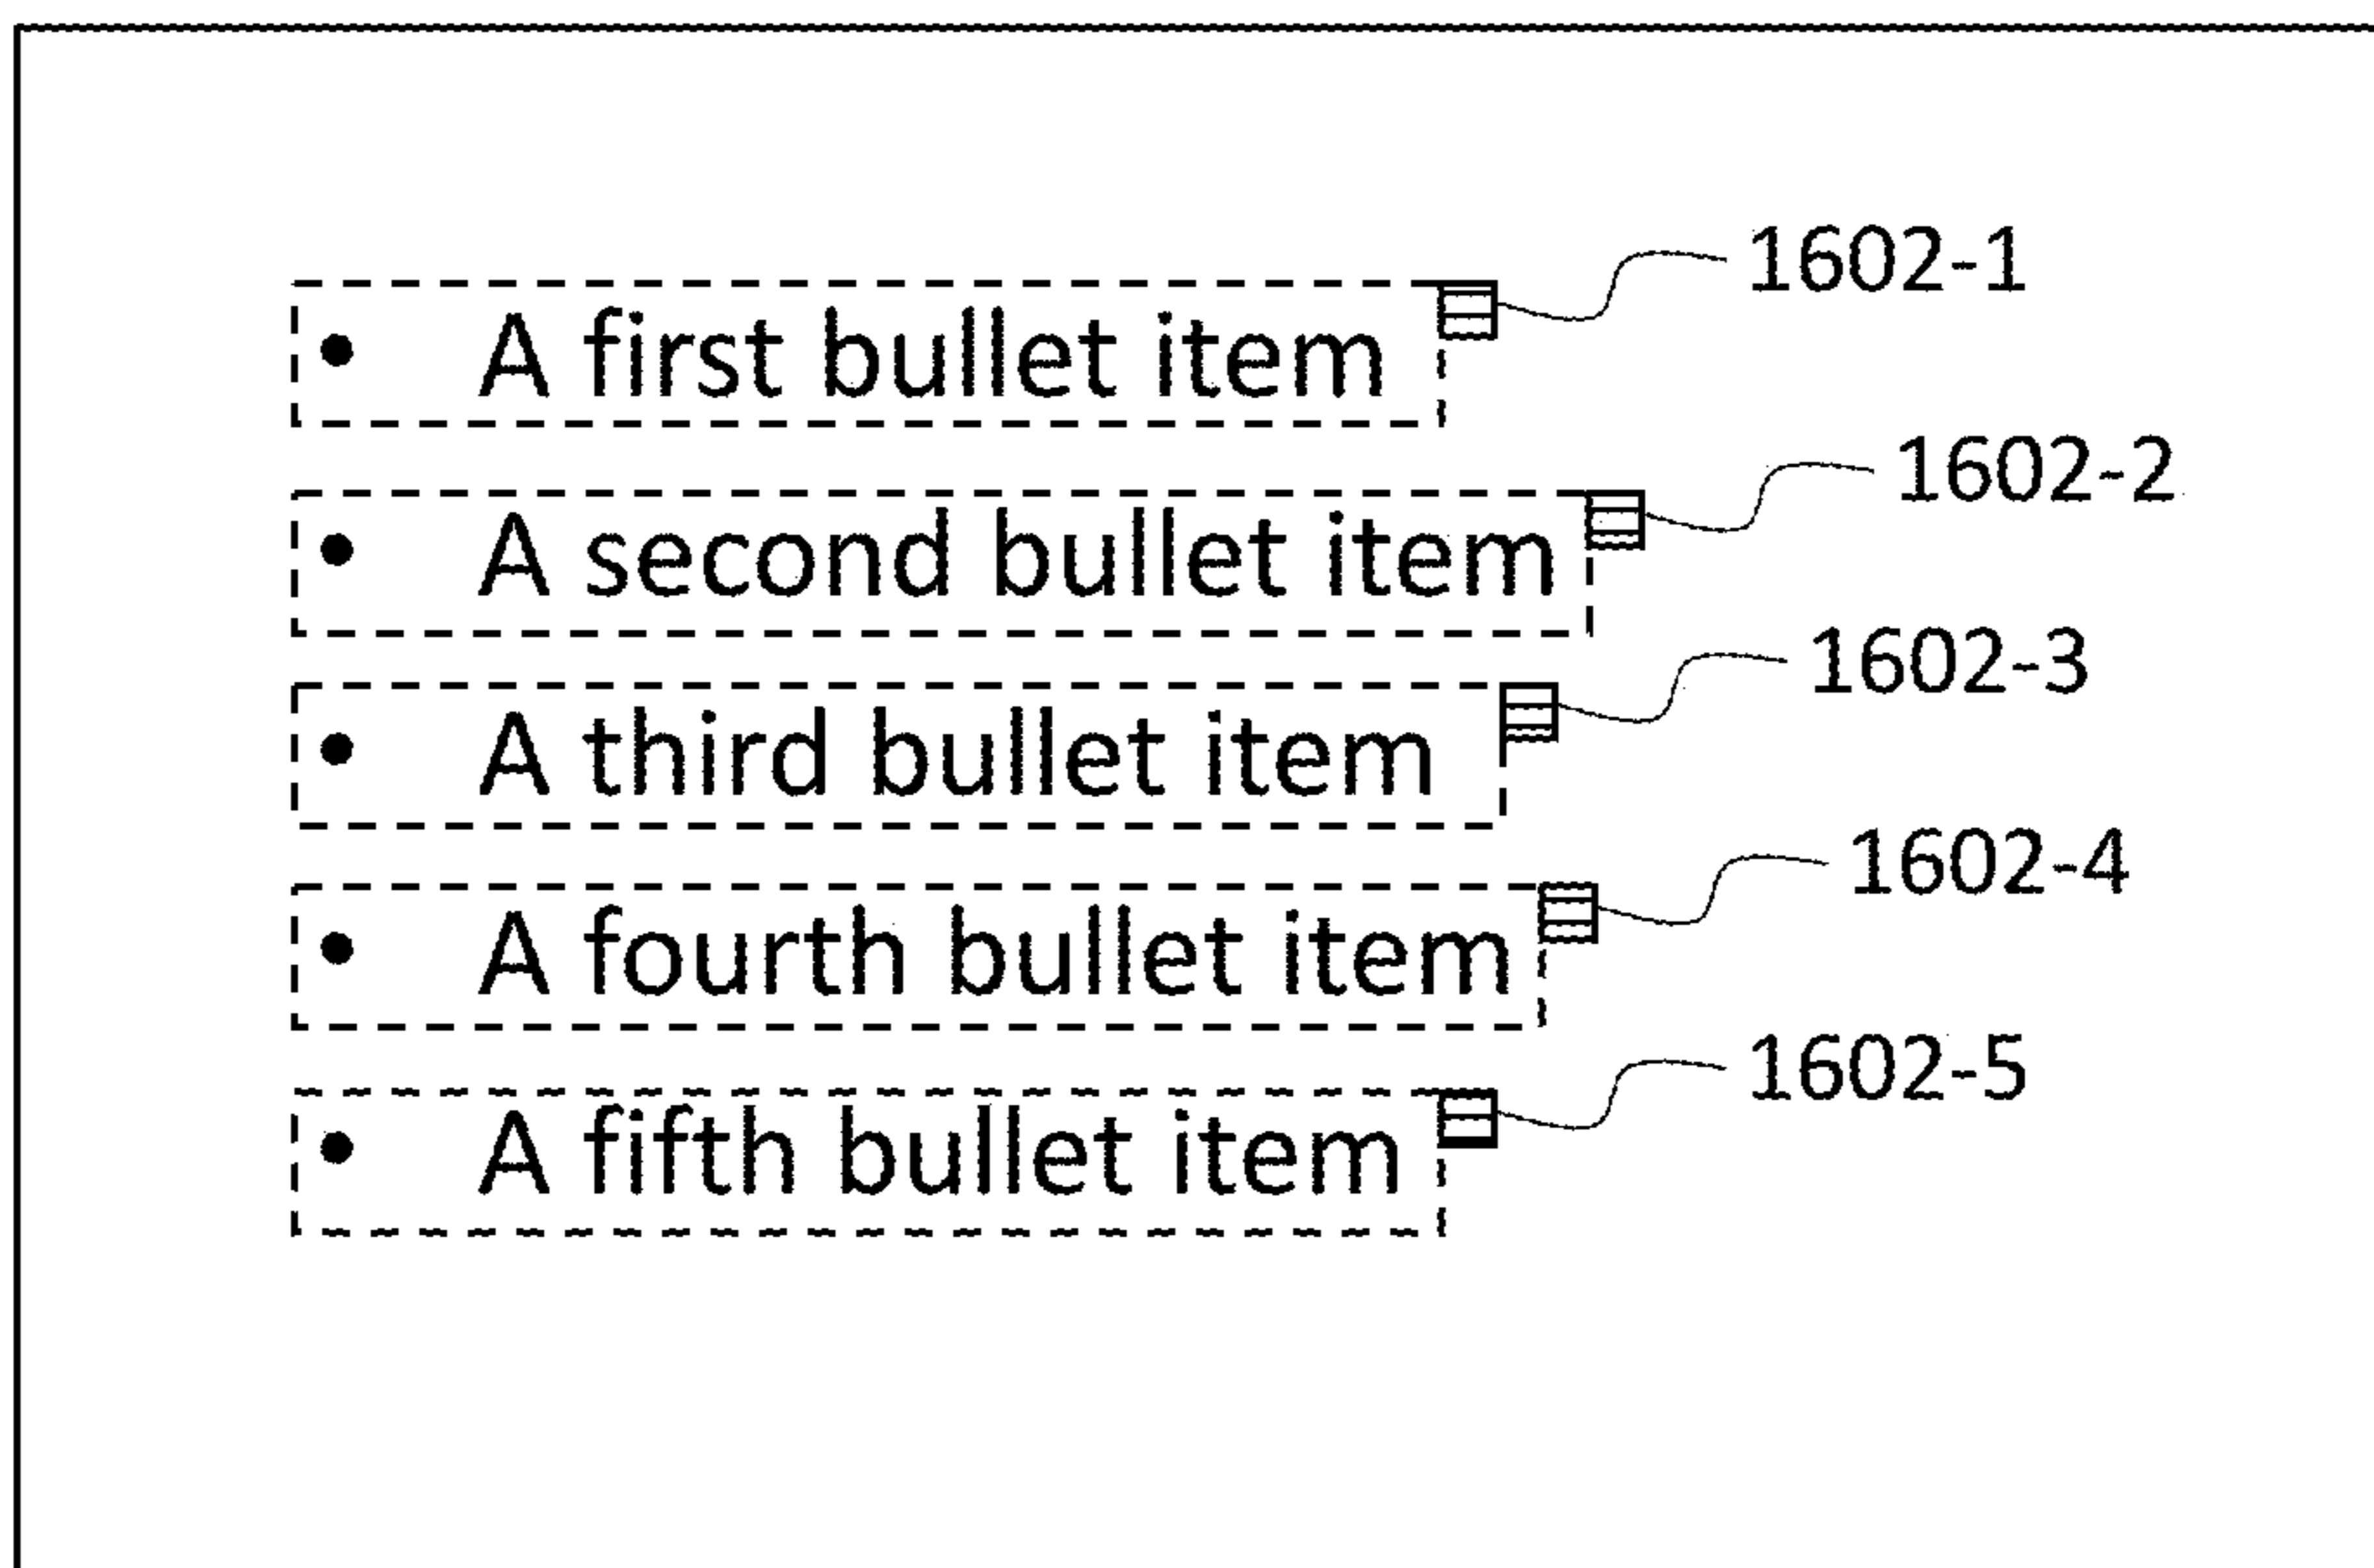 1602-1
• A first bullet item
1602-2
• A second bullet item
1602-3
• A third bullet item
1602-4
• A fourth bullet item
1602-5
• A fifth bullet item